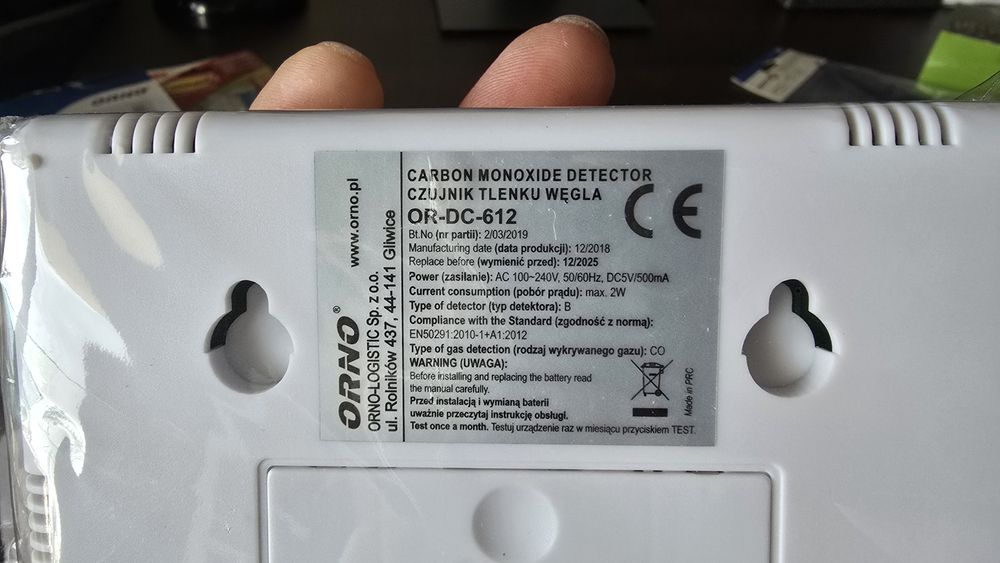 ORNO
www.orno.pl
ORNO®
ORNO-LOGISTIC Sp. z o.o.
ul. Rolników 437, 44-141 Gliwice
CARBON MONOXIDE DETECTOR
CZUJNIK TLENKU WĘGLA
OR-DC-612
CE
Bt.No (nr partii): 2/03/2019
Manufacturing date (data produkcji): 12/2018
Replace before (wymienić przed): 12/2025
Power (zasilanie): AC 100~240V, 50/60Hz, DC5V/500mA
Current consumption (pobór prądu): max. 2W
Type of detector (typ detektora): B
Compliance with the Standard (zgodność z normą):
EN50291:2010-1+A1:2012
Type of gas detection (rodzaj wykrywanego gazu): CO
WARNING (UWAGA):
Before installing and replacing the battery read
the manual carefully.
Przed instalacją i wymianą baterii
uważnie przeczytaj instrukcję obsługi.
Test once a month. Testuj urządzenie raz w miesiącu przyciskiem TEST.
Made in PRC